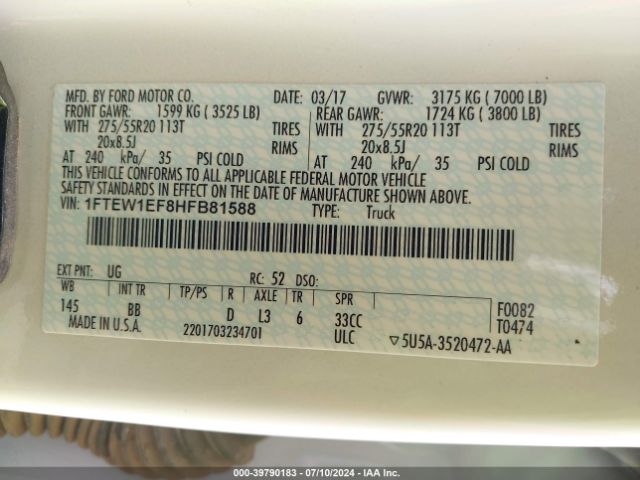 MFD. BY FORD MOTOR CO. DATE: 03/17 GVWR: 3175 KG ( 7000 LB)
FRONT GAWR: 1599 KG ( 3525 LB) REAR GAWR: 1724 KG ( 3800 LB)
WITH 275/55R20 113T TIRES WITH 275/55R20 113T TIRES
20x8.5J RIMS 20x8.5J RIMS
AT 240 kPa/ 35 PSI COLD AT 240 kPa/ 35 PSI COLD
THIS VEHICLE CONFORMS TO ALL APPLICABLE FEDERAL MOTOR VEHICLE
SAFETY STANDARDS IN EFFECT ON THE DATE OF MANUFACTURE SHOWN ABOVE.
VIN: 1FTEW1EF8HFB81588 TYPE: Truck
EXT PNT: UG RC: 52 DSO:
WB INT TR TP/PS R AXLE TR SPR F0082
145 BB D L3 6 33CC T0474
MADE IN U.S.A. 2201703234701 ULC ▽5U5A-3520472-AA
000-39790183 - 07/10/2024 - IAA Inc.